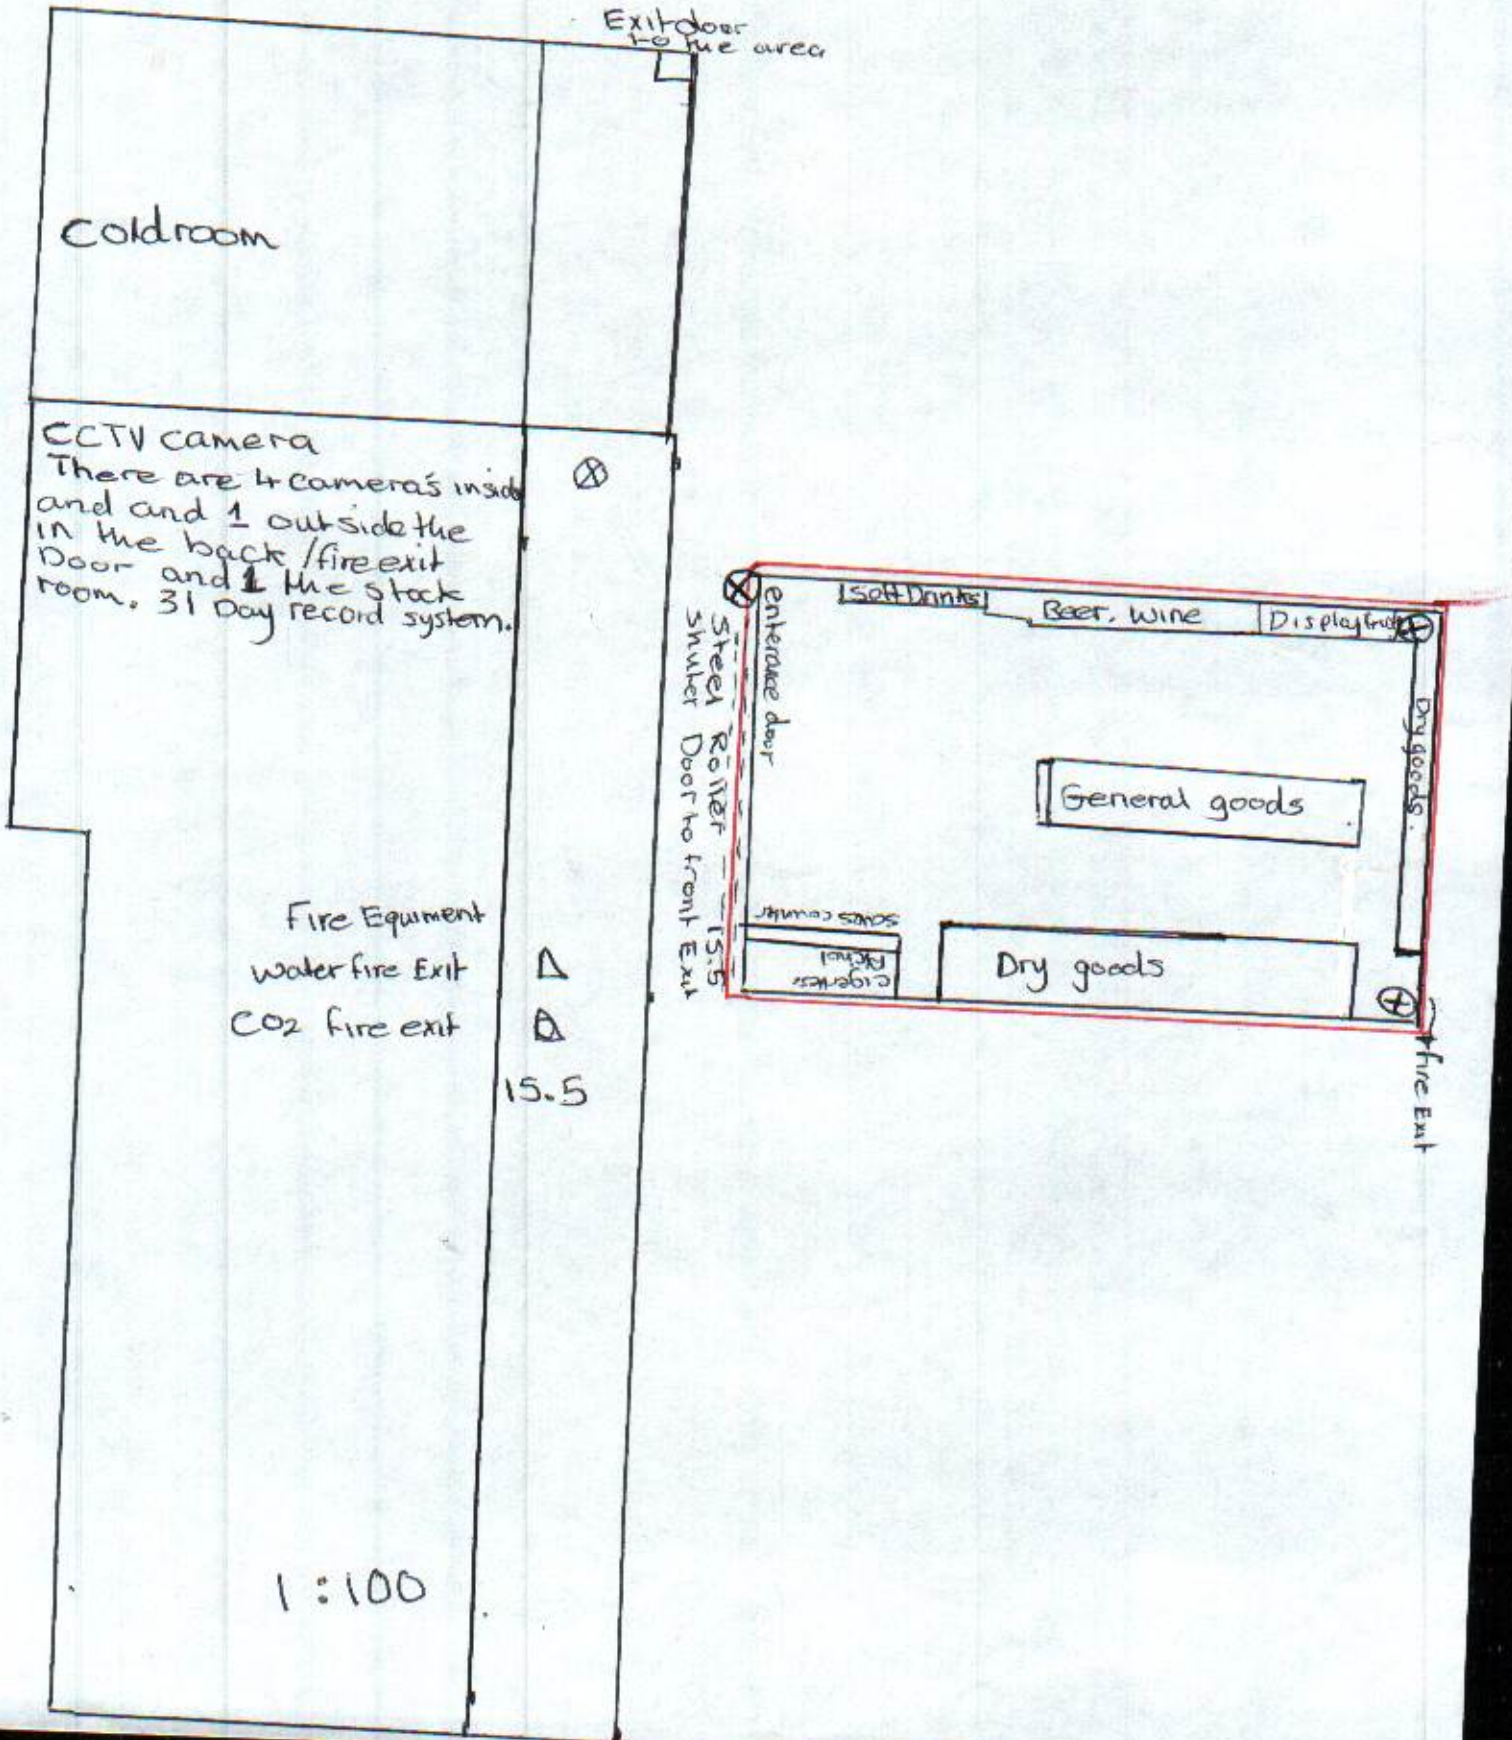 Exit door
to the area
Coldroom
CCTV camera
There are 4 camera's inside
and and 1 outside the
in the back / fire exit
Door and 1 the stock
room. 31 Day record system.
Fire Equment
water fire Exit
CO2 fire exit
15.5
1:100
Steel Roller 15.5
Shuter Door to front Exit
enterance door
Soft Drinks
Beer, wine
Display
Dry goods.
General goods
sales counter
Dry goods
fire Exit